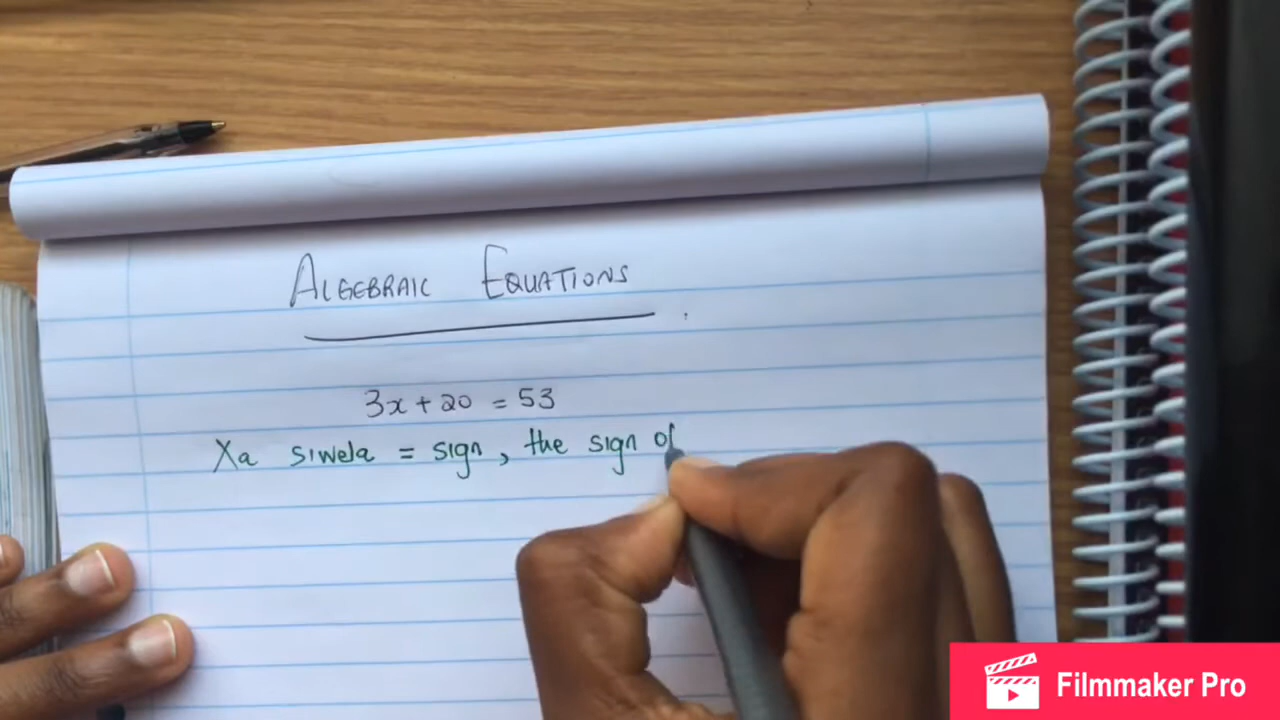 ALGEBRAIC EQUATIONS
3x + 20 = 53
Xa siwela = sign, the sign of
Filmmaker Pro